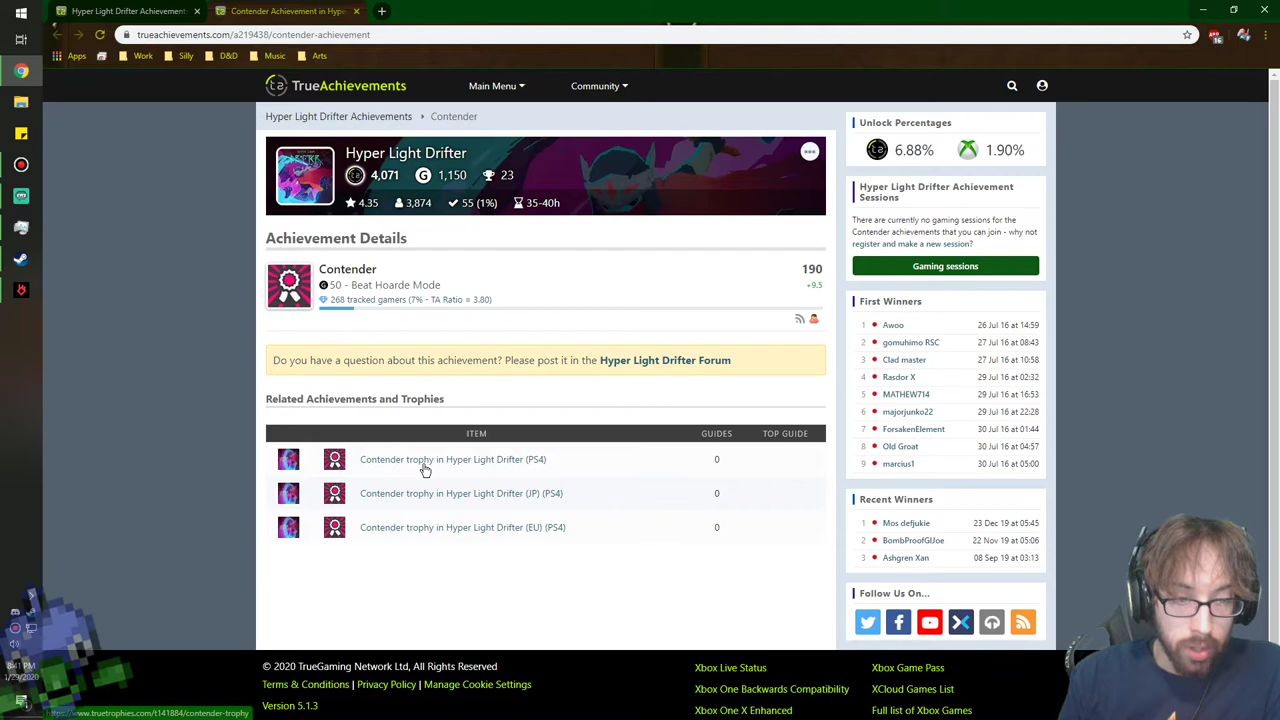 Hyper Light Drifter Achievements
Contender Achievement in Hype
trueachievements.com/a219438/contender-achievement
16
Apps
Work
Silly
D&D
Music
Arts
TrueAchievements
Main Menu
Community
Hyper Light Drifter Achievements
Contender
Hyper Light Drifter
4,071
1,150
23
4.35
3,874
55 (1%)
35-40h
Achievement Details
Contender
190
50 - Beat Hoarde Mode
+9.5
268 tracked gamers (7% - TA Ratio = 3.80)
Do you have a question about this achievement? Please post it in the Hyper Light Drifter Forum
Related Achievements and Trophies
ITEM
GUIDES
TOP GUIDE
Contender trophy in Hyper Light Drifter (PS4)
0
Contender trophy in Hyper Light Drifter (JP) (PS4)
0
Contender trophy in Hyper Light Drifter (EU) (PS4)
0
Unlock Percentages
6.88%
1.90%
Hyper Light Drifter Achievement
Sessions
There are currently no gaming sessions for the
Contender achievements that you can join - why not
register and make a new session?
Gaming sessions
First Winners
1 Awoo 26 Jul 16 at 14:59
2 gomuhimo RSC 27 Jul 16 at 08:43
3 Clad master 27 Jul 16 at 10:58
4 Rasdor X 29 Jul 16 at 02:32
5 MATHEW714 29 Jul 16 at 16:53
6 majorjunko22 29 Jul 16 at 22:28
7 ForsakenElement 30 Jul 16 at 01:44
8 Old Groat 30 Jul 16 at 04:57
9 marcius1 30 Jul 16 at 05:00
Recent Winners
1 Mos defjukie 23 Dec 19 at 05:45
2 BombProofGIJoe 22 Nov 19 at 05:06
3 Ashgren Xan 08 Sep 19 at 03:13
Follow Us On...
© 2020 TrueGaming Network Ltd, All Rights Reserved
Terms & Conditions | Privacy Policy | Manage Cookie Settings
Version 5.1.3
Xbox Live Status
Xbox One Backwards Compatibility
Xbox One X Enhanced
Xbox Game Pass
XCloud Games List
Full list of Xbox Games
8:41 PM
1/29/2020
https://www.truetrophies.com/t141884/contender-trophy